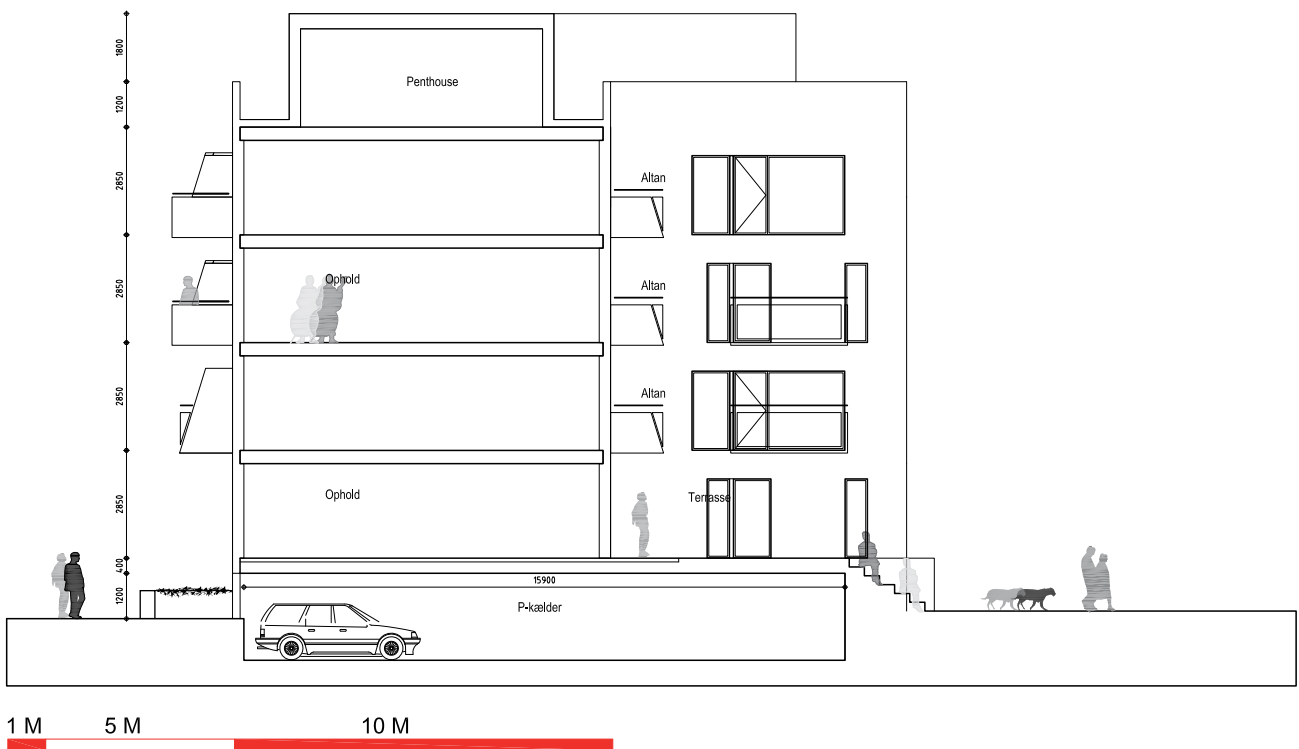 1800
Penthouse
1200
2850
Altan
2850
Ophold
Altan
2850
Altan
2850
Ophold
Terrasse
400
15900
1200
P-kælder
1 M
5 M
10 M